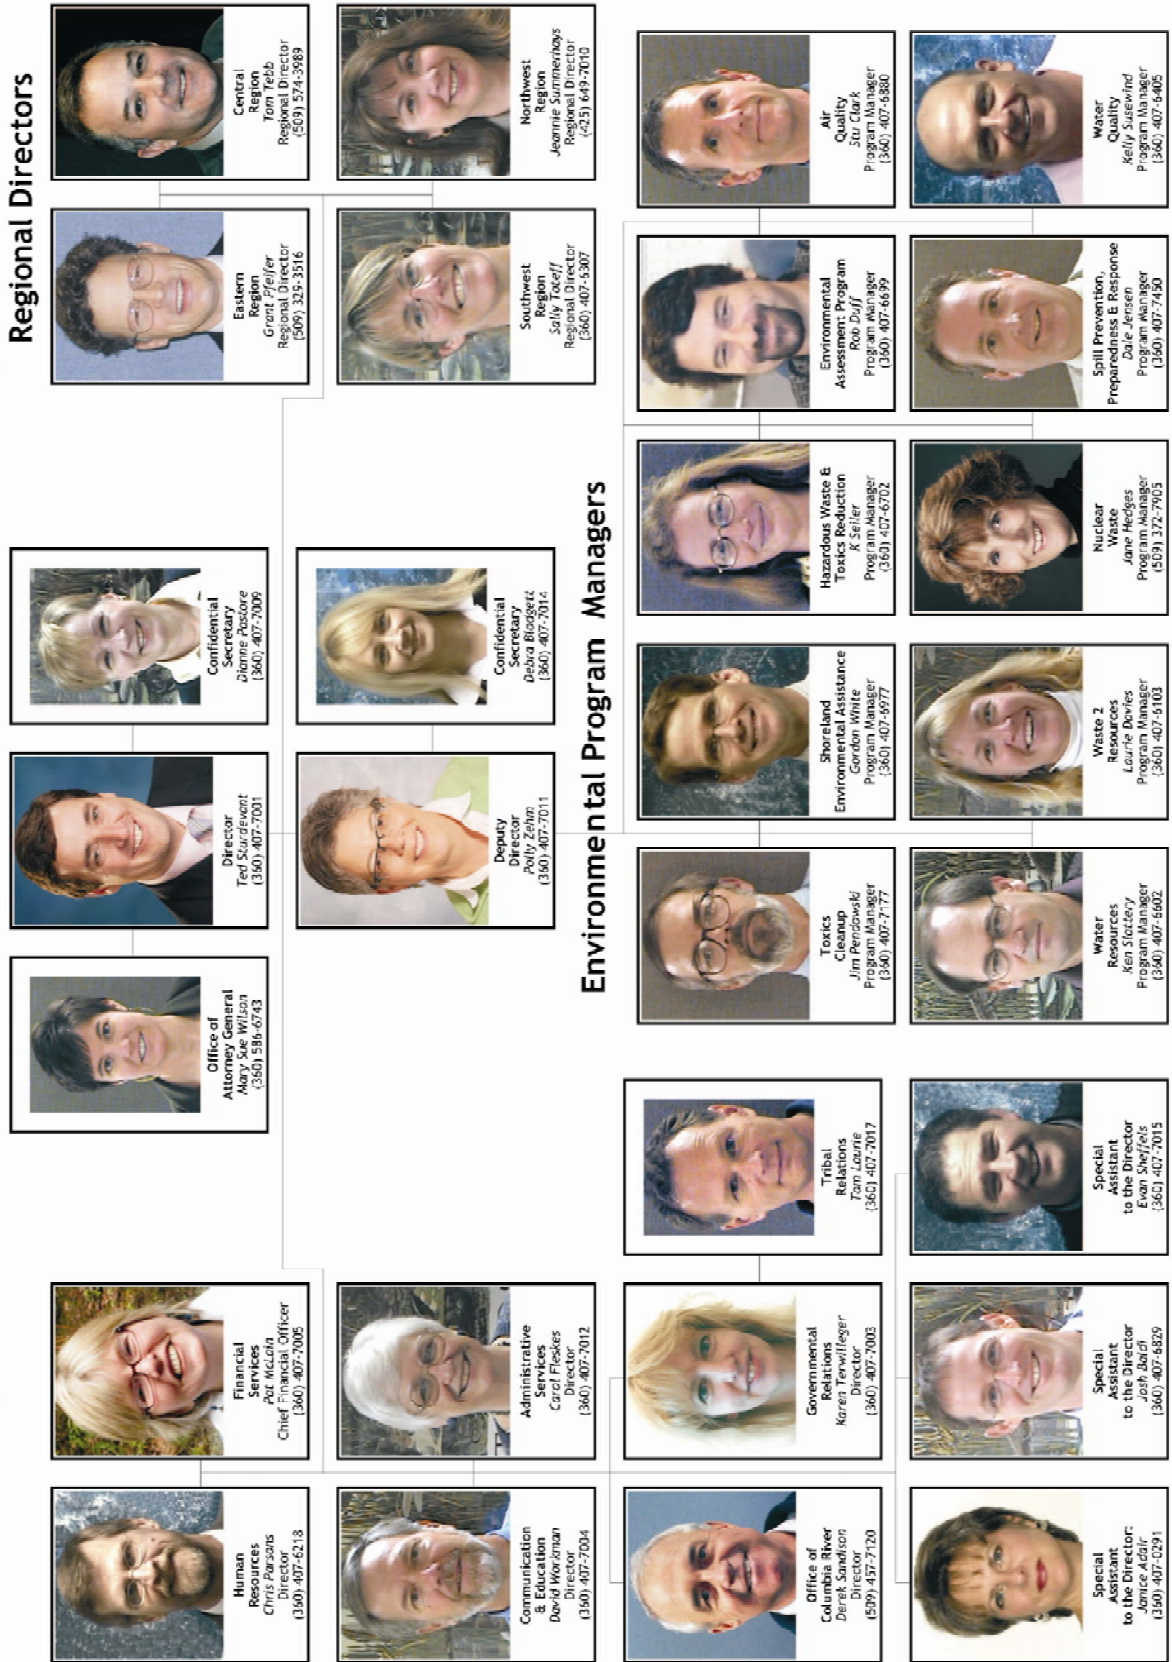 Regional Directors
Human
Resources
Chris Parsons
Director
(360) 407-6218
Financial
Services
Pat McLain
Chief Financial Officer
(360) 407-7005
Office of
Attorney General
Mary Sue Wilson
(360) 586-6743
Director
Ted Sturdevant
(360) 407-7001
Confidential
Secretary
Dianne Pastore
(360) 407-7009
Eastern
Region
Grant Pfeifer
Regional Director
(509) 329-3516
Central
Region
Tom Tebb
Regional Director
(509) 574-3989
Communication
& Education
David Workman
Director
(360) 407-7004
Administrative
Services
Carol Fleskes
Director
(360) 407-7012
Deputy
Director
Polly Zehm
(360) 407-7011
Confidential
Secretary
Debra Blodgett
(360) 407-7014
Southwest
Region
Sally Toteff
Regional Director
(360) 407-6307
Northwest
Region
Jeannie Summerhays
Regional Director
(425) 649-7010
Environmental Program Managers
Office of
Columbia River
Derek Sandison
Director
(509) 457-7120
Governmental
Relations
Karen Terwilleger
Director
(360) 407-7003
Tribal
Relations
Tom Laurie
(360) 407-7017
Toxics
Cleanup
Jim Pendowski
Program Manager
(360) 407-7177
Shoreland
Environmental Assistance
Gordon White
Program Manager
(360) 407-6977
Hazardous Waste &
Toxics Reduction
K Seiler
Program Manager
(360) 407-6702
Environmental
Assessment Program
Rob Duff
Program Manager
(360) 407-6699
Air
Quality
Stu Clark
Program Manager
(360) 407-6880
Special
Assistant
to the Director:
Janice Adair
(360) 407-0291
Special
Assistant
to the Director
Josh Baldi
(360) 407-6829
Special
Assistant
to the Director
Evan Sheffels
(360) 407-7015
Water
Resources
Ken Slattery
Program Manager
(360) 407-6602
Waste 2
Resources
Laurie Davies
Program Manager
(360) 407-6103
Nuclear
Waste
Jane Hedges
Program Manager
(509) 372-7905
Spill Prevention,
Preparedness & Response
Dale Jensen
Program Manager
(360) 407-7450
Water
Quality
Kelly Susewind
Program Manager
(360) 407-6405